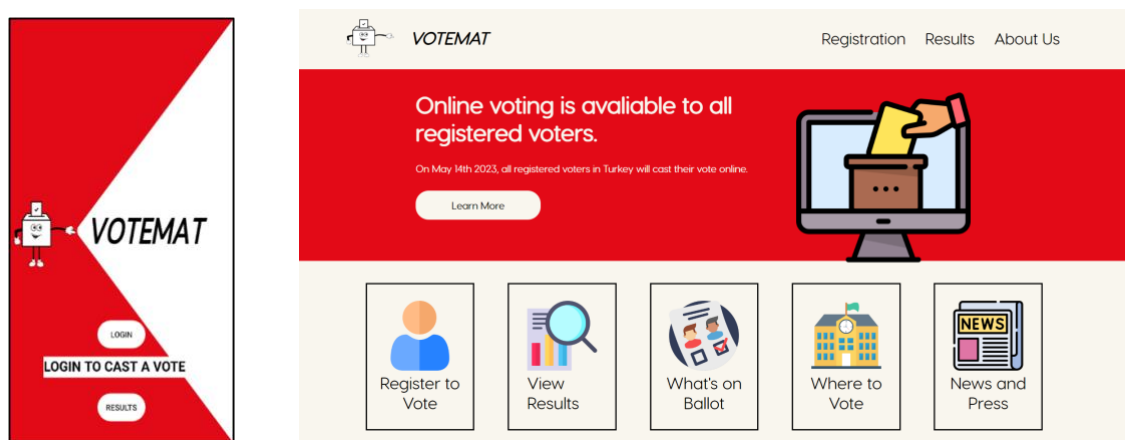 VOTEMAT
LOGIN
LOGIN TO CAST A VOTE
RESULTS
VOTEMAT
Registration Results About Us
Online voting is avaliable to all
registered voters.
On May 14th 2023, all registered voters in Turkey will cast their vote online.
Learn More
Register to
Vote
View
Results
What's on
Ballot
Where to
Vote
NEWS
News and
Press